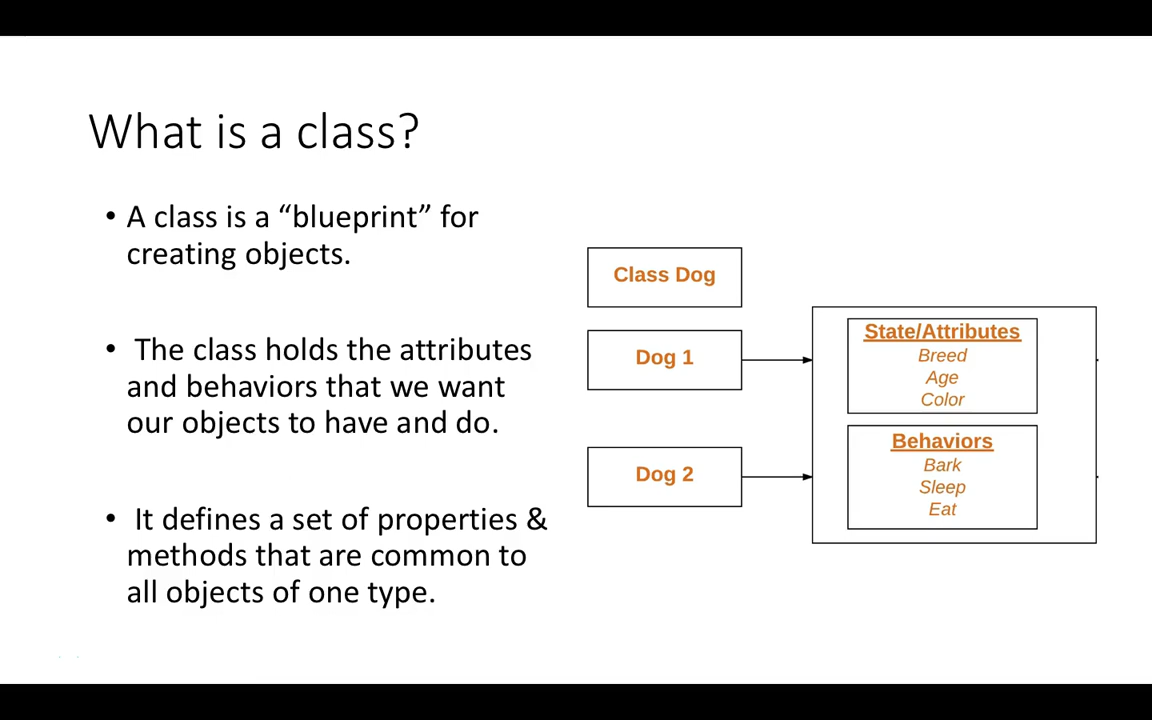 What is a class?
• A class is a “blueprint” for
creating objects.
• The class holds the attributes
and behaviors that we want
our objects to have and do.
• It defines a set of properties &
methods that are common to
all objects of one type.
Class Dog
Dog 1
Dog 2
State/Attributes
Breed
Age
Color
Behaviors
Bark
Sleep
Eat